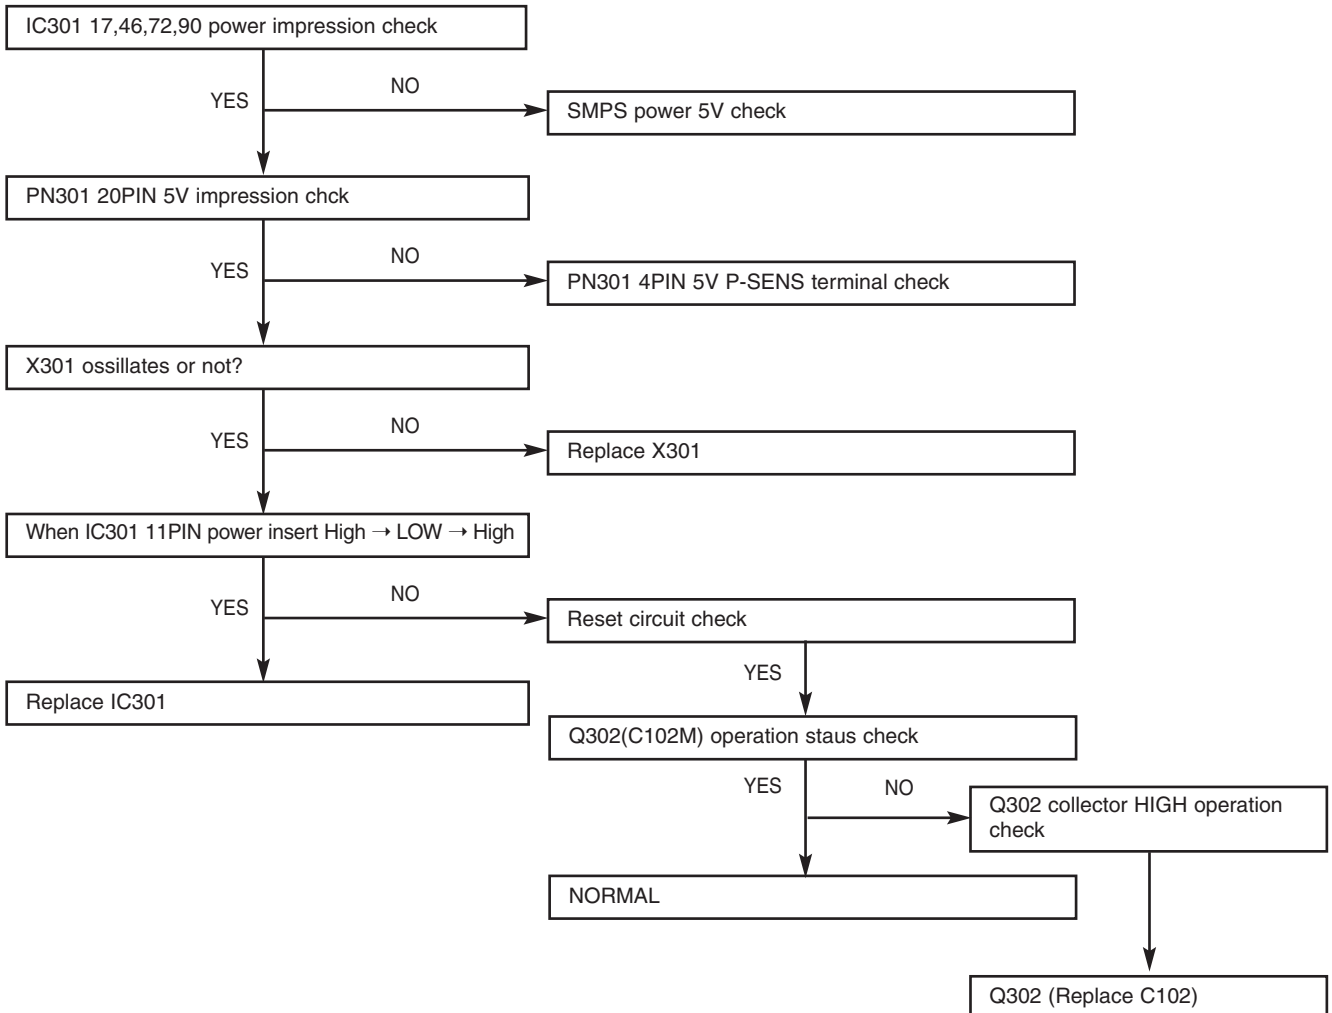 IC301 17,46,72,90 power impression check
NO
YES
SMPS power 5V check
PN301 20PIN 5V impression chck
NO
YES
PN301 4PIN 5V P-SENS terminal check
X301 ossillates or not?
NO
YES
Replace X301
When IC301 11PIN power insert High → LOW → High
NO
YES
Reset circuit check
YES
Replace IC301
Q302(C102M) operation staus check
YES
NO
Q302 collector HIGH operation
check
NORMAL
Q302 (Replace C102)